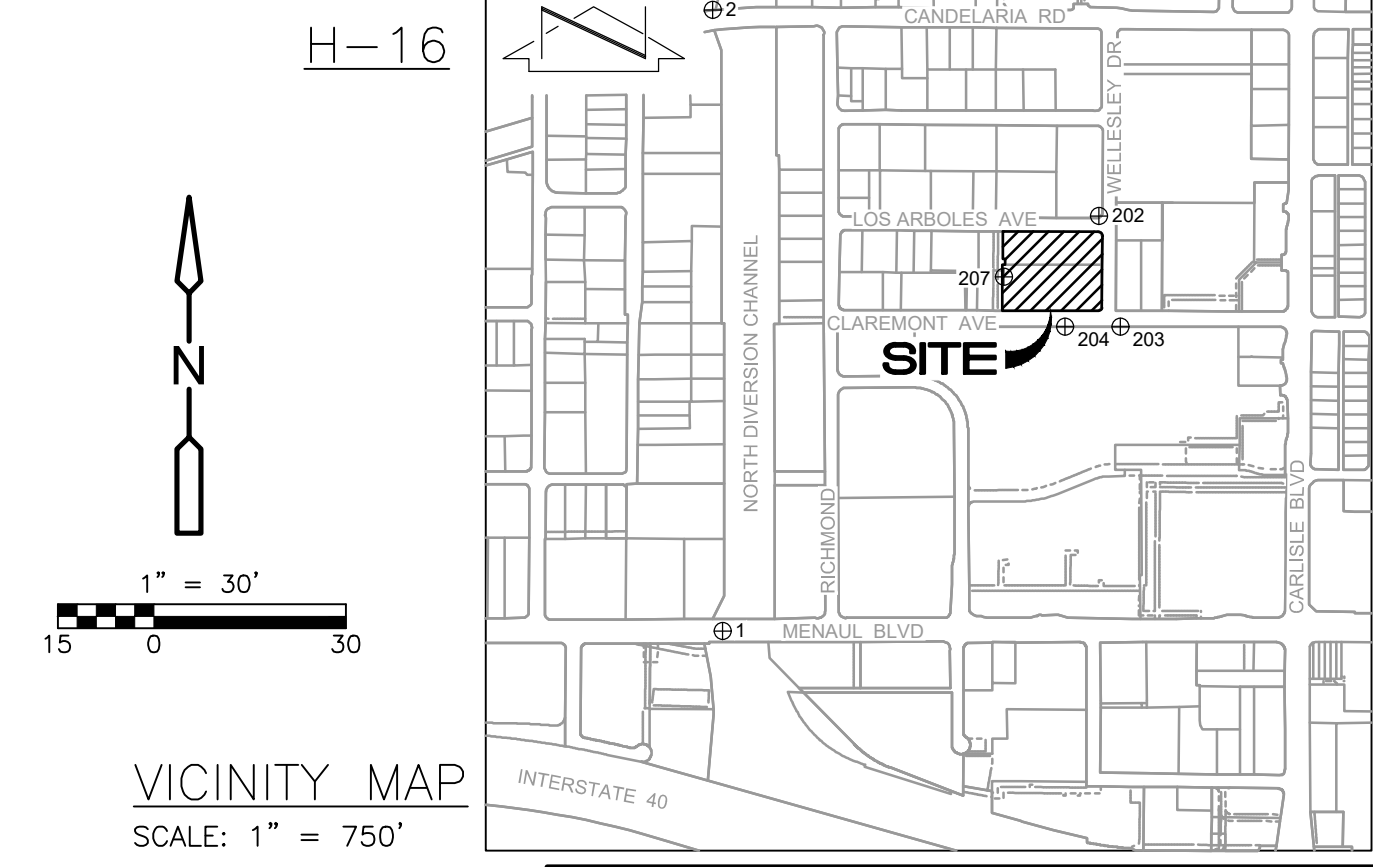 H-16
2
CANDELARIA RD
WELLESLEY DR
LOS ARBOLES AVE
202
207
CLAREMONT AVE
204
203
SITE
N
NORTH DIVISION CHANNEL
RICHMOND
CARLISLE BLVD
1" = 30'
15 0 30
1
MENAUL BLVD
VICINITY MAP
SCALE: 1" = 750'
INTERSTATE 40